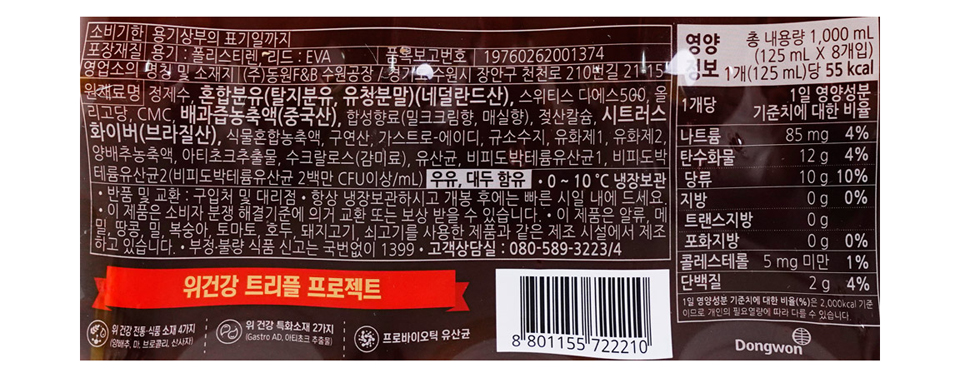 소비기한 용기상부의 표기일까지
포장재질 용기 : 폴리스티렌, 리드 : EVA 품목보고번호 19760262001374
영업소의 명칭 및 소재지 (주)동원F&B 수원공장 / 경기도 수원시 장안구 천천로 210번길 21-15
원재료명 정제수, 혼합분유(탈지분유, 유청분말)(네덜란드산), 스위티스 다에스500, 올
리고당, CMC, 배과즙농축액(중국산), 합성향료(밀크크림향, 매실향), 젖산칼슘, 시트러스
화이버(브라질산), 식물혼합농축액, 구연산, 가스트로-에이디, 규소수지, 유화제1, 유화제2,
양배추농축액, 아티초크추출물, 수크랄로스(감미료), 유산균, 비피도박테륨유산균1, 비피도박
테륨유산균2(비피도박테륨유산균 2백만 CFU이상/mL) 우유, 대두 함유 • 0 ~ 10 ℃ 냉장보관
• 반품 및 교환 : 구입처 및 대리점 • 항상 냉장보관하시고 개봉 후에는 빠른 시일 내에 드세요.
• 이 제품은 소비자 분쟁 해결기준에 의거 교환 또는 보상 받을 수 있습니다. • 이 제품은 알류, 메
밀, 땅콩, 밀, 복숭아, 토마토, 호두, 돼지고기, 쇠고기를 사용한 제품과 같은 제조 시설에서 제조
하고 있습니다. • 부정·불량 식품 신고는 국번없이 1399 • 고객상담실 : 080-589-3223/4
위건강 트리플 프로젝트
위 건강 전통·식품 소재 4가지
(양배추, 마, 브로콜리, 산사자)
위 건강 특화소재 2가지
(Gastro AD, 아티초크 추출물)
프로바이오틱 유산균
8 801155 722210
영양
정보
총 내용량 1,000 mL
(125 mL X 8개입)
1개(125 mL)당 55 kcal
1개당 1일 영양성분
기준치에 대한 비율
나트륨 85 mg 4%
탄수화물 12 g 4%
당류 10 g 10%
지방 0 g 0%
트랜스지방 0 g
포화지방 0 g 0%
콜레스테롤 5 mg 미만 1%
단백질 2 g 4%
1일 영양성분 기준치에 대한 비율(%)은 2,000kcal 기준
이므로 개인의 필요열량에 따라 다를 수 있습니다.
Dongwon